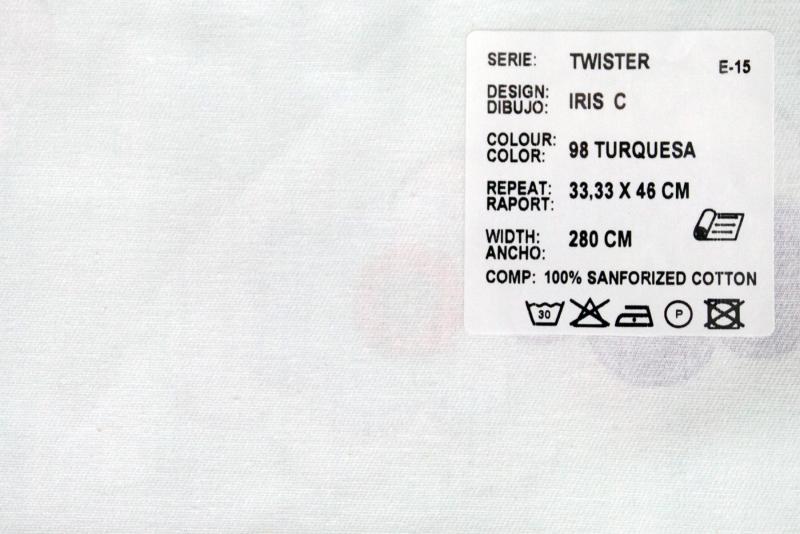 SERIE: TWISTER E-15
DESIGN:
DIBUJO: IRIS C
COLOUR:
COLOR: 98 TURQUESA
REPEAT: 33,33 X 46 CM
RAPORT:
WIDTH: 280 CM
ANCHO:
COMP: 100% SANFORIZED COTTON
30 P